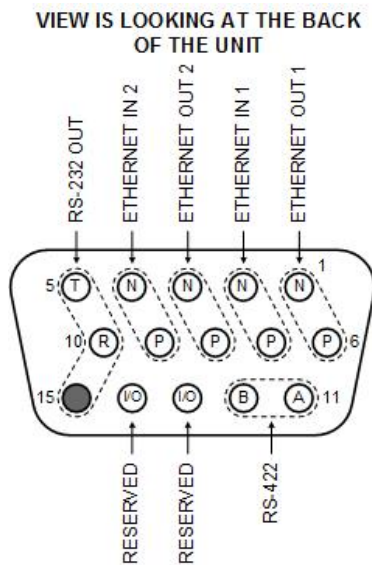 VIEW IS LOOKING AT THE BACK
OF THE UNIT
RS-232 OUT
ETHERNET IN 2
ETHERNET OUT 2
ETHERNET IN 1
ETHERNET OUT 1
1
5 T N N N N
10 R P P P P 6
15 I/O I/O B A 11
RESERVED
RESERVED
RS-422